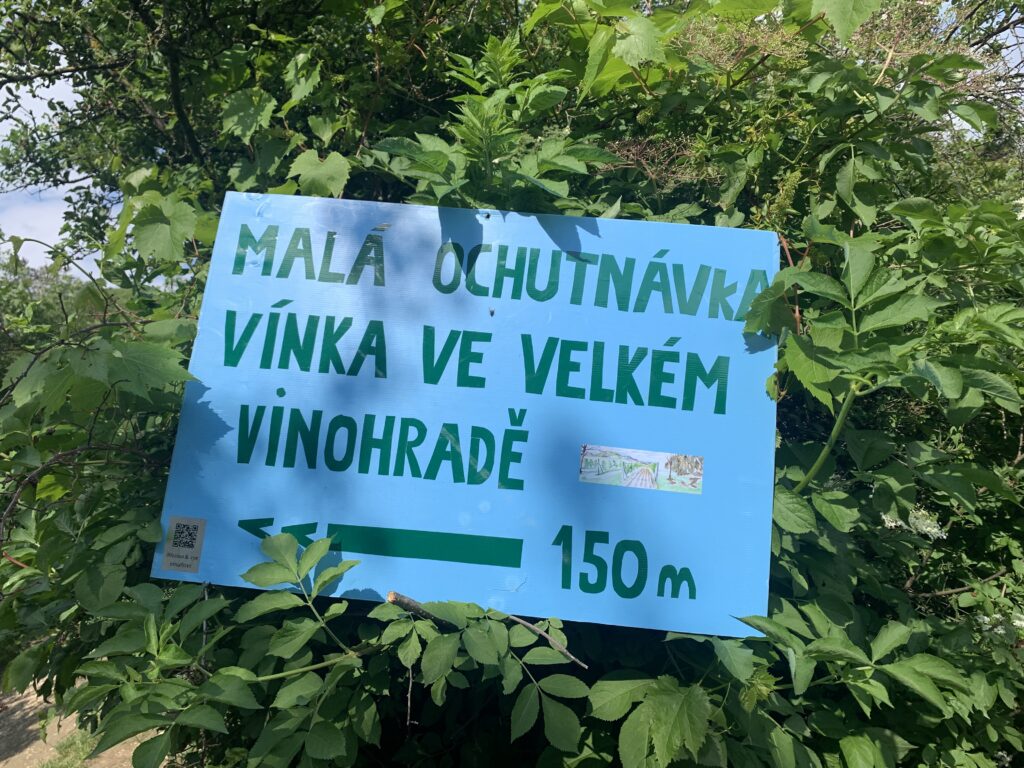 MALÁ OCHUTNÁVKA
VÍNKA VE VELKÉM
VINOHRADĚ
150 m